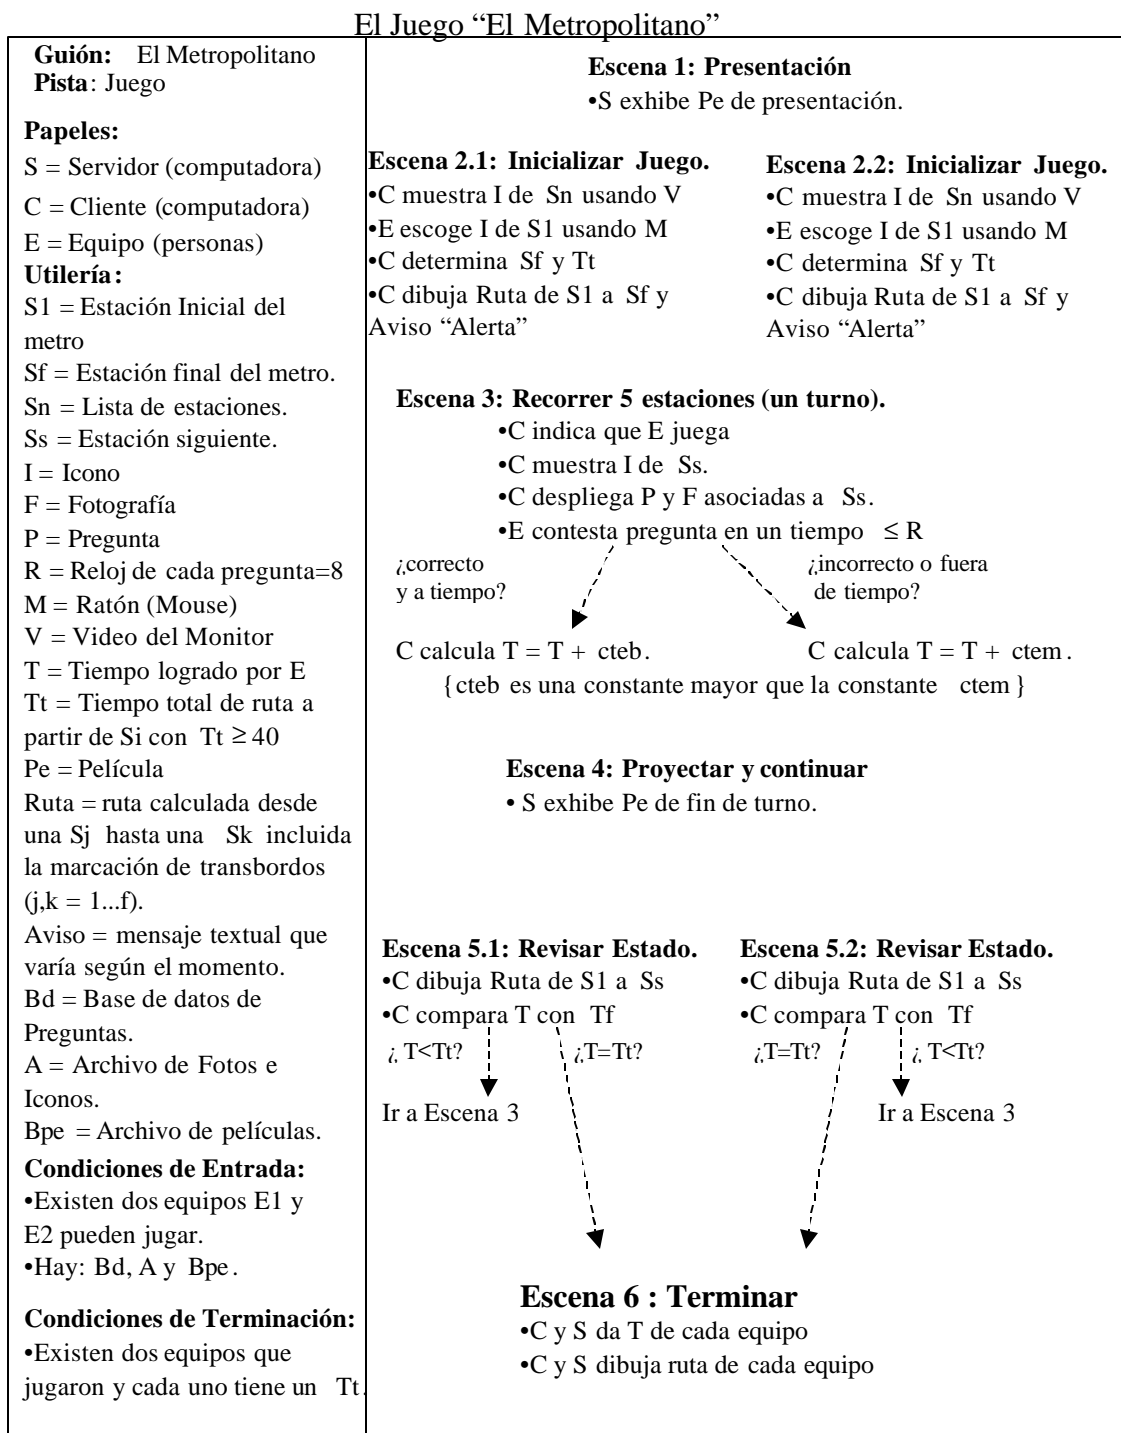 El Juego “El Metropolitano”
Guión: El Metropolitano
Pista: Juego
Papeles:
S = Servidor (computadora)
C = Cliente (computadora)
E = Equipo (personas)
Utilería:
S1 = Estación Inicial del
metro
Sf = Estación final del metro.
Sn = Lista de estaciones.
Ss = Estación siguiente.
I = Icono
F = Fotografía
P = Pregunta
R = Reloj de cada pregunta=8
M = Ratón (Mouse)
V = Video del Monitor
T = Tiempo logrado por E
Tt = Tiempo total de ruta a
partir de Si con Tt ≥ 40
Pe = Película
Ruta = ruta calculada desde
una Sj hasta una Sk incluida
la marcación de transbordos
(j,k = 1...f).
Aviso = mensaje textual que
varía según el momento.
Bd = Base de datos de
Preguntas.
A = Archivo de Fotos e
Iconos.
Bpe = Archivo de películas.
Condiciones de Entrada:
•Existen dos equipos E1 y
E2 pueden jugar.
•Hay: Bd, A y Bpe.
Condiciones de Terminación:
•Existen dos equipos que
jugaron y cada uno tiene un Tt.
Escena 1: Presentación
•S exhibe Pe de presentación.
Escena 2.1: Inicializar Juego.
•C muestra I de Sn usando V
•E escoge I de S1 usando M
•C determina Sf y Tt
•C dibuja Ruta de S1 a Sf y
Aviso “Alerta”
Escena 2.2: Inicializar Juego.
•C muestra I de Sn usando V
•E escoge I de S1 usando M
•C determina Sf y Tt
•C dibuja Ruta de S1 a Sf y
Aviso “Alerta”
Escena 3: Recorrer 5 estaciones (un turno).
•C indica que E juega
•C muestra I de Ss.
•C despliega P y F asociadas a Ss.
•E contesta pregunta en un tiempo ≤ R
¿correcto
y a tiempo?
¿incorrecto o fuera
de tiempo?
C calcula T = T + cteb.
C calcula T = T + ctem.
{cteb es una constante mayor que la constante ctem}
Escena 4: Proyectar y continuar
• S exhibe Pe de fin de turno.
Escena 5.1: Revisar Estado.
•C dibuja Ruta de S1 a Ss
•C compara T con Tf
¿T<Tt?
¿T=Tt?
Ir a Escena 3
Escena 5.2: Revisar Estado.
•C dibuja Ruta de S1 a Ss
•C compara T con Tf
¿T=Tt?
¿T<Tt?
Ir a Escena 3
Escena 6 : Terminar
•C y S da T de cada equipo
•C y S dibuja ruta de cada equipo